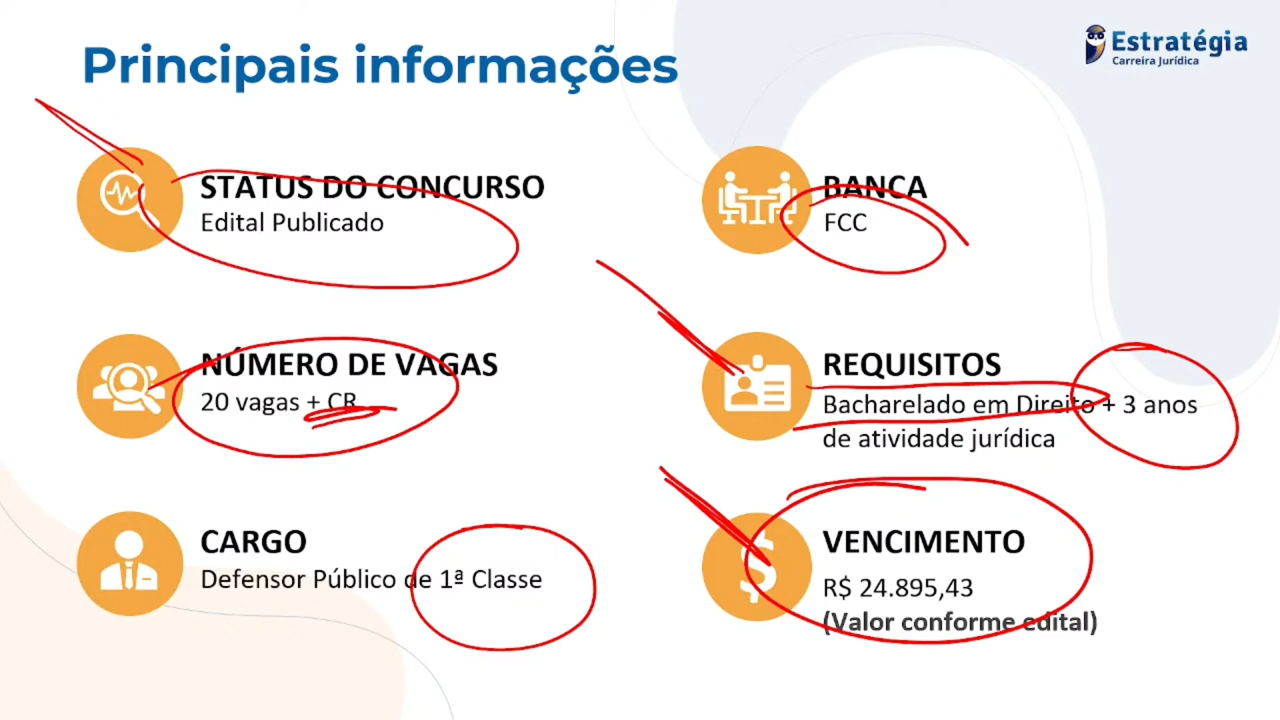 Principais informações
Estratégia
Carreira Jurídica
STATUS DO CONCURSO
Edital Publicado
BANCA
FCC
NÚMERO DE VAGAS
20 vagas + CR
REQUISITOS
Bacharelado em Direito + 3 anos
de atividade jurídica
CARGO
Defensor Público de 1ª Classe
VENCIMENTO
R$ 24.895,43
(Valor conforme edital)